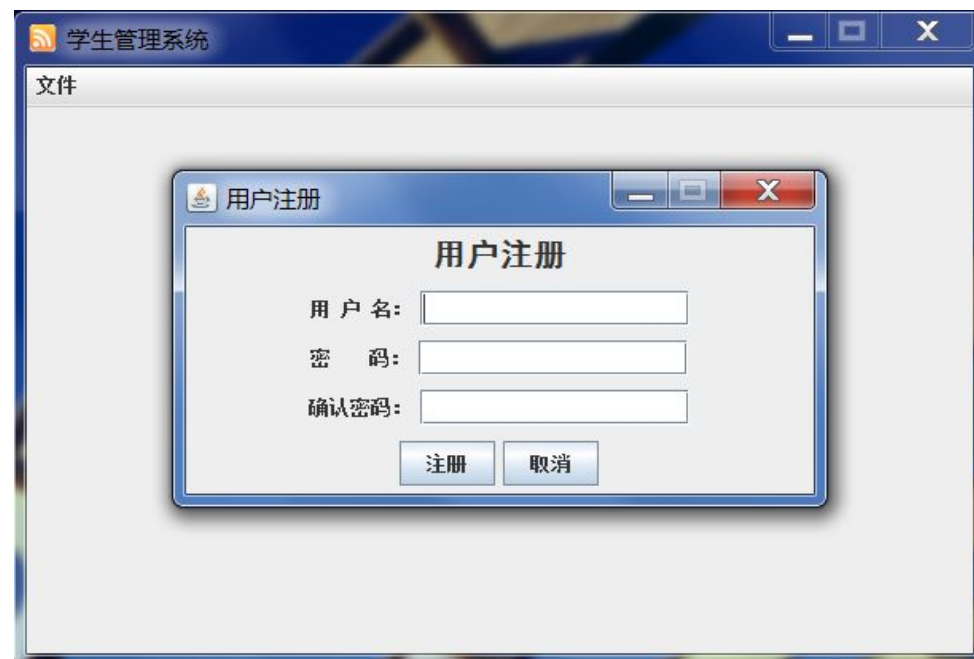 学生管理系统
文件
用户注册
用户注册
用 户 名：
密　　码：
确认密码：
注册 取消